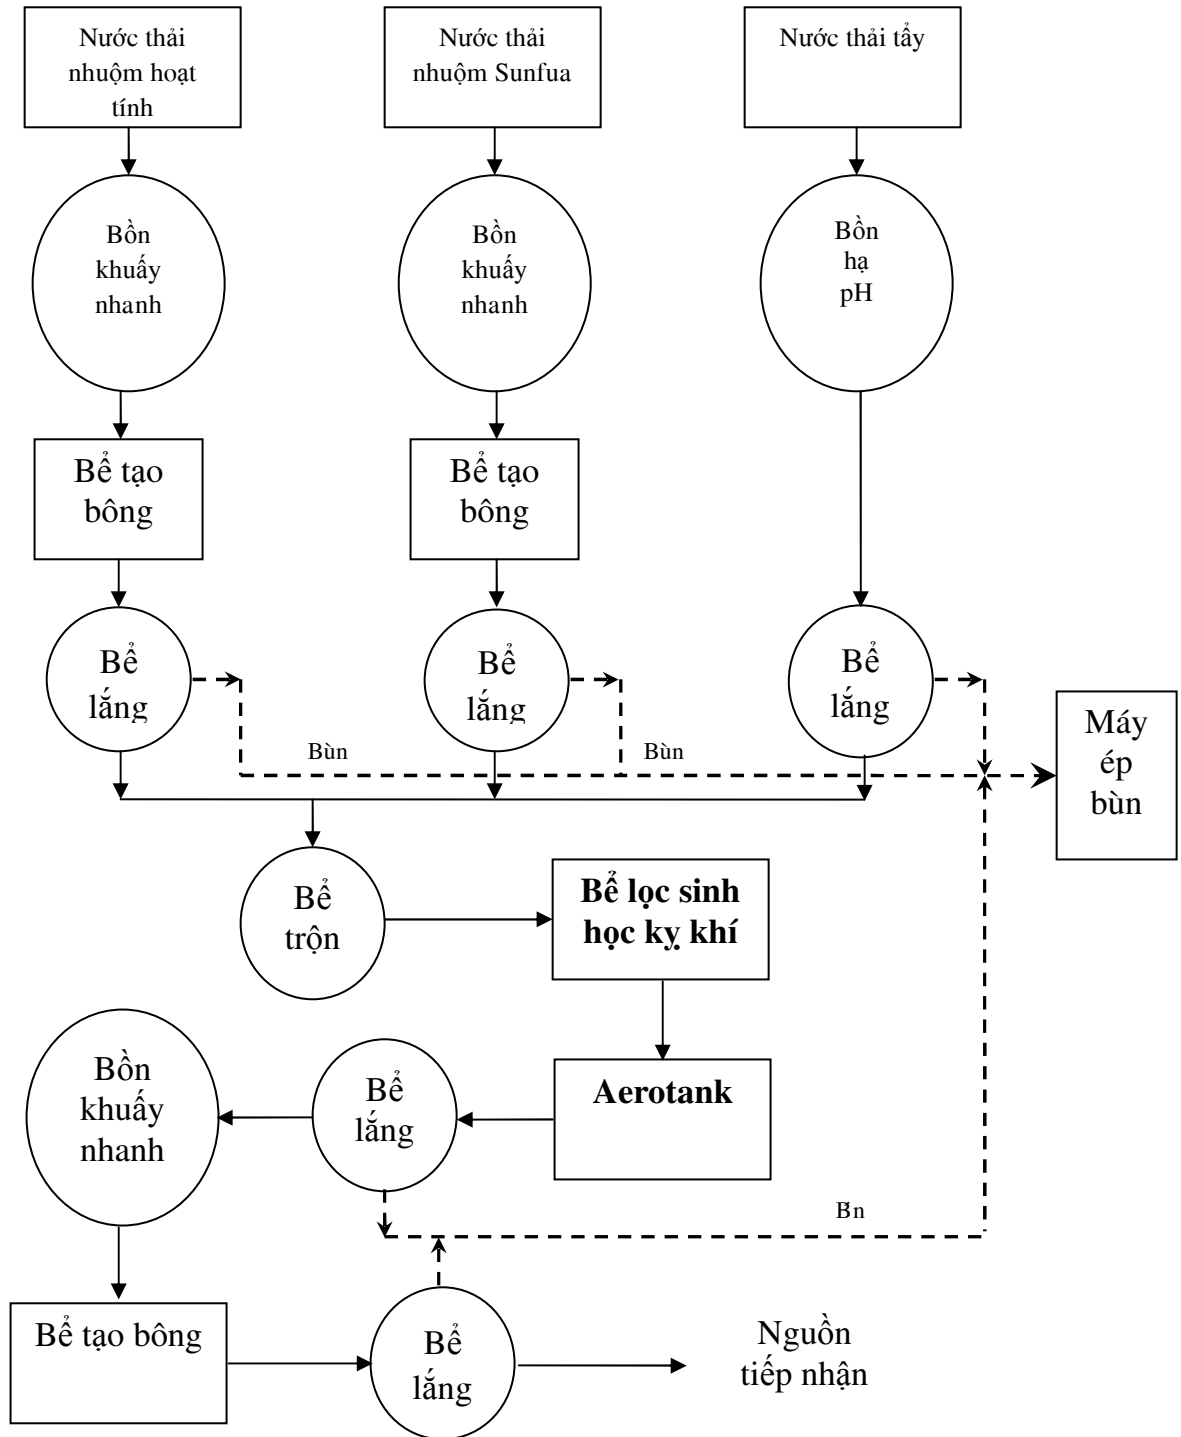 Nước thải
nhuộm hoạt
tính
Nước thải
nhuộm Sunfua
Nước thải tẩy
Bồn
khuấy
nhanh
Bồn
khuấy
nhanh
Bồn
hạ
pH
Bể tạo
bông
Bể tạo
bông
Bể
lắng
Bể
lắng
Bể
lắng
Bùn
Bùn
Máy
ép
bùn
Bể
trộn
Bể lọc sinh
học kỵ khí
Bồn
khuấy
nhanh
Bể
lắng
Aerotank
Bn
Bể tạo bông
Bể
lắng
Nguồn
tiếp nhận